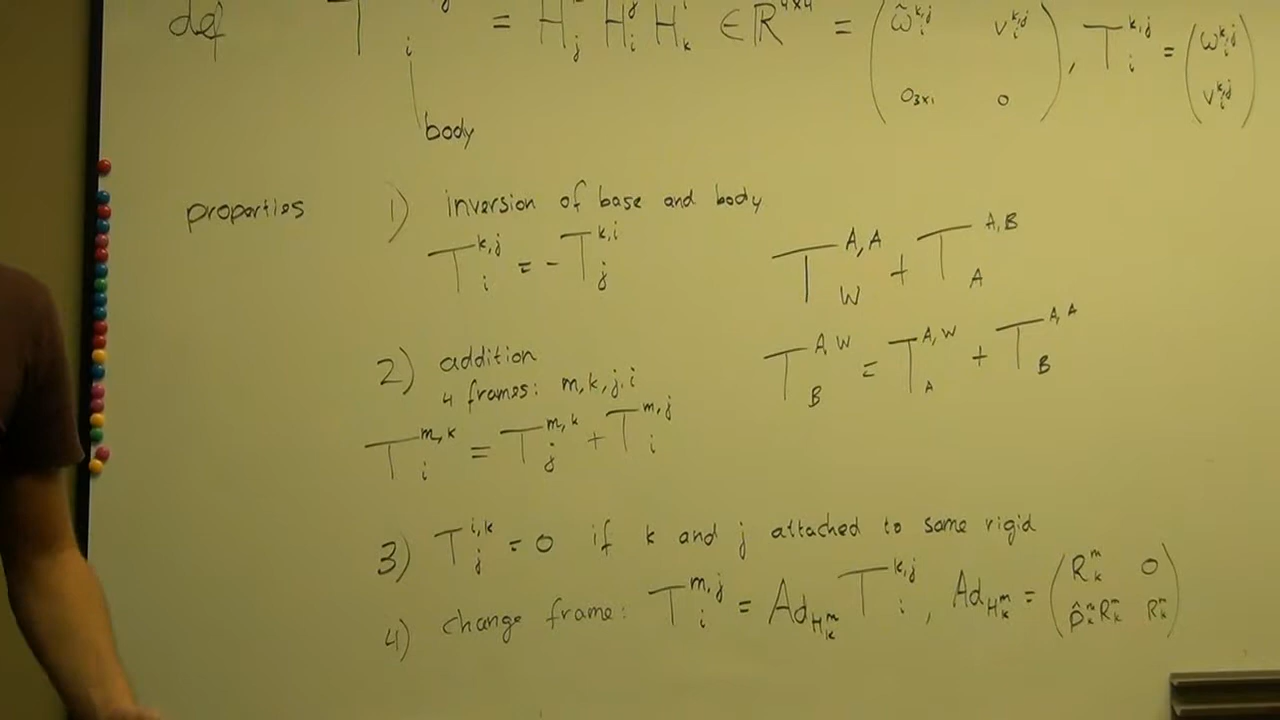 def T_i^{k,j} = H_j^k Ḣ_i^j H_k^i ∈ ℝ^{4×4} = ( ω̃_i^{k,j} v_i^{k,j} ; 0_{3×1} 0 ), T_i^{k,j} = ( ω_i^{k,j} ; v_i^{k,j} )
body
properties 1) inversion of base and body
T_i^{k,j} = - T_j^{k,i}
T_W^{A,A} + T_A^{A,B}
2) addition
4 frames: m, k, j, i
T_i^{m,k} = T_j^{m,k} + T_i^{m,j}
T_B^{A,W} = T_A^{A,W} + T_B^{A,A}
3) T_j^{i,k} = 0 if k and j attached to same rigid
4) change frame: T_i^{m,j} = Ad_{H_k^m} T_i^{k,j}, Ad_{H_k^m} = ( R_k^m 0 ; p̂_k^m R_k^m R_k^m )